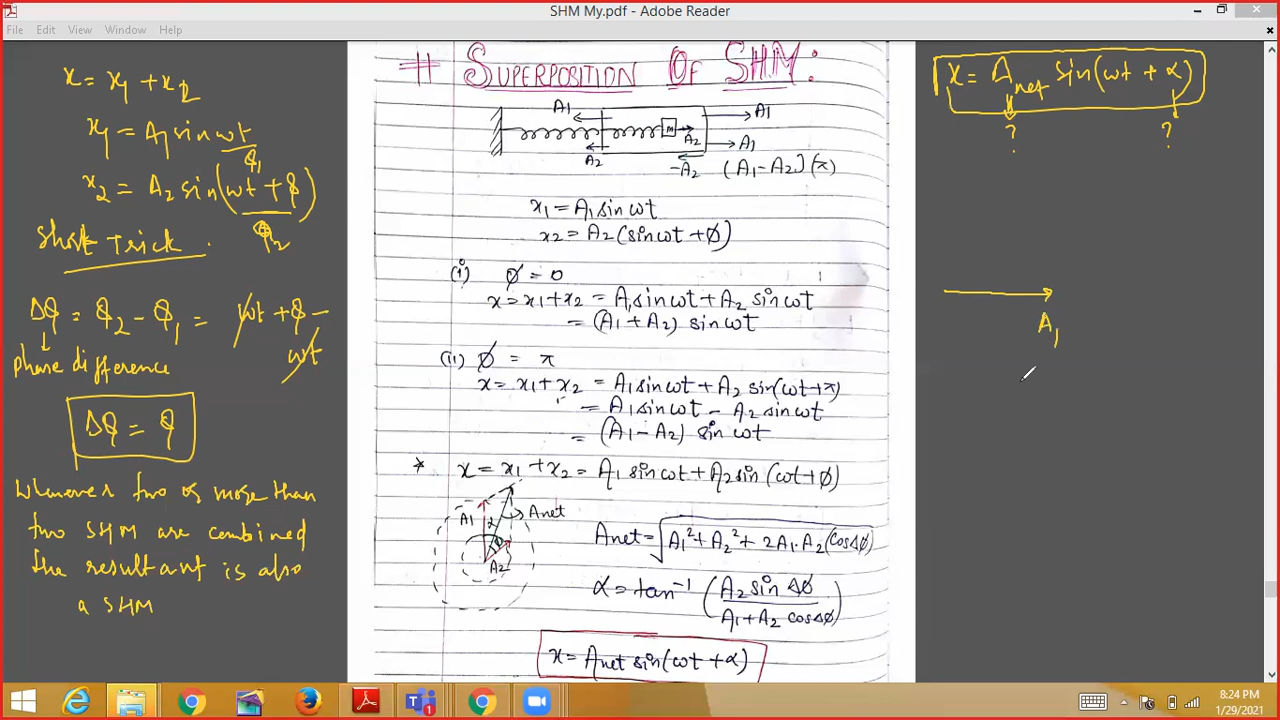 SHM My.pdf - Adobe Reader
File Edit View Window Help
x = x1 + x2
x1 = A1 sin ωt
φ1
x2 = A2 sin(ωt + φ)
φ2
Short Trick
Δφ = φ2 - φ1 = ωt + φ - ωt
phase difference
Δφ = φ
Whenever two or more than
two SHM are combined
the resultant is also
a SHM
# SUPERPOSITION OF SHM:
A1 A1
m A2
A2 A1
-A2 (A1-A2)(π)
x1 = A1 sin ωt
x2 = A2 (sin ωt + φ)
(i) φ = 0
x = x1 + x2 = A1 sin ωt + A2 sin ωt
= (A1 + A2) sin ωt
(ii) φ = π
x = x1 + x2 = A1 sin ωt + A2 sin(ωt + π)
= A1 sin ωt - A2 sin ωt
= (A1 - A2) sin ωt
* x = x1 + x2 = A1 sin ωt + A2 sin (ωt + φ)
A1 α Anet
A2
Anet = √A1² + A2² + 2A1.A2 (cos Δφ)
α = tan⁻¹ (A2 sin Δφ / A1 + A2 cos Δφ)
x = Anet sin(ωt + α)
x = Anet sin(ωt + α)
? ?
A1
8:24 PM
1/29/2021